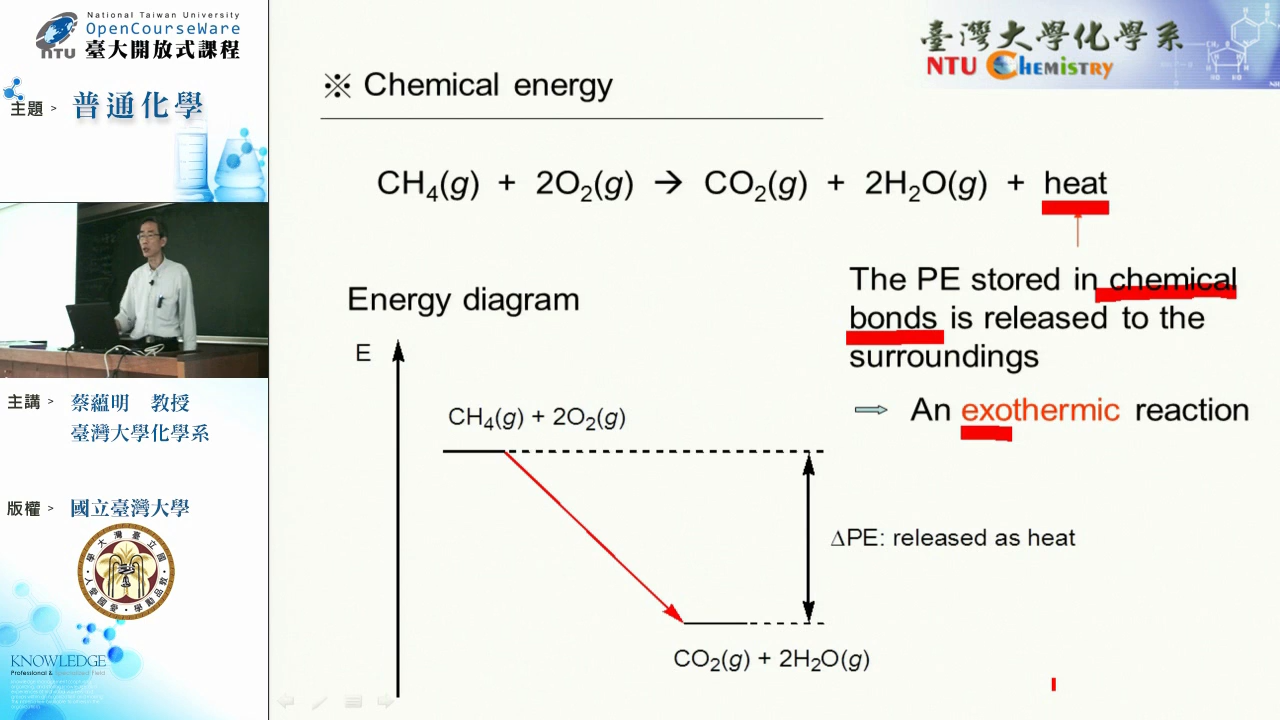 National Taiwan University
OpenCourseWare
NTU 臺大開放式課程
主題 > 普通化學
主講 > 蔡蘊明 教授
臺灣大學化學系
版權 > 國立臺灣大學
KNOWLEDGE
臺灣大學化學系
NTU Chemistry
※ Chemical energy
CH4(g) + 2O2(g) → CO2(g) + 2H2O(g) + heat
The PE stored in chemical
bonds is released to the
surroundings
⇒ An exothermic reaction
Energy diagram
E
CH4(g) + 2O2(g)
ΔPE: released as heat
CO2(g) + 2H2O(g)